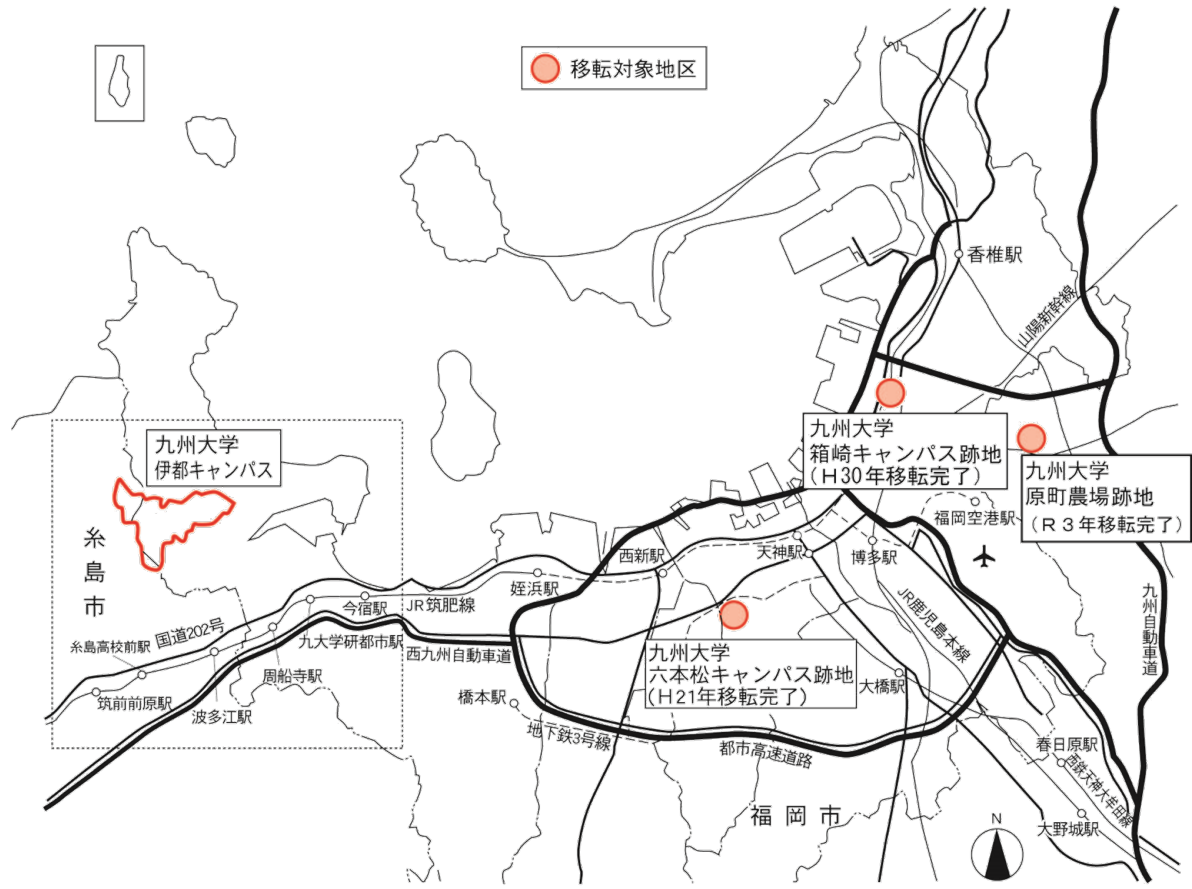 移転対象地区
香椎駅
山陽新幹線
九州大学
伊都キャンパス
九州大学
箱崎キャンパス跡地
(H30年移転完了)
九州大学
原町農場跡地
(R3年移転完了)
福岡空港駅
糸島市
西新駅
天神駅
博多駅
姪浜駅
今宿駅
JR筑肥線
国道202号
糸島高校前駅
九大学研都市駅
西九州自動車道
周船寺駅
筑前前原駅
波多江駅
橋本駅
地下鉄3号線
九州大学
六本松キャンパス跡地
(H21年移転完了)
JR鹿児島本線
大橋駅
九州自動車道
都市高速道路
春日原駅
西鉄天神大牟田線
大野城駅
福岡市
N